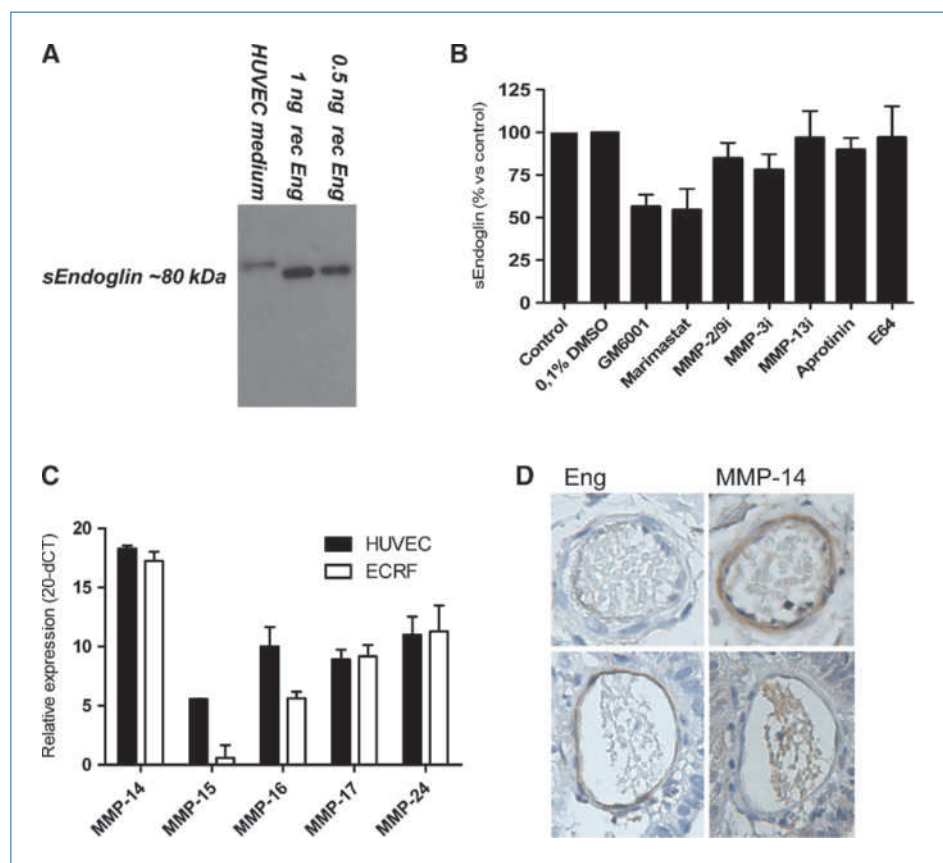 A
HUVEC medium
1 ng rec Eng
0.5 ng rec Eng
sEndoglin ~80 kDa
B
sEndoglin (% vs control)
125
100
75
50
25
0
Control
0,1% DMSO
GM6001
Marimastat
MMP-2/9i
MMP-3i
MMP-13i
Aprotinin
E64
C
Relative expression (20-dCT)
20
15
10
5
0
HUVEC
ECRF
MMP-14
MMP-15
MMP-16
MMP-17
MMP-24
D
Eng
MMP-14